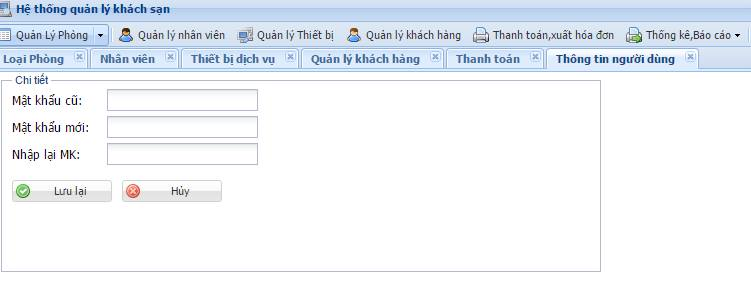 Hệ thống quản lý khách sạn
Quản Lý Phòng Quản lý nhân viên Quản lý Thiết bị Quản lý khách hàng Thanh toán,xuất hóa đơn Thống kê,Báo cáo
Loại Phòng Nhân viên Thiết bị dịch vụ Quản lý khách hàng Thanh toán Thông tin người dùng
Chi tiết
Mật khẩu cũ:
Mật khẩu mới:
Nhập lại MK:
Lưu lại Hủy